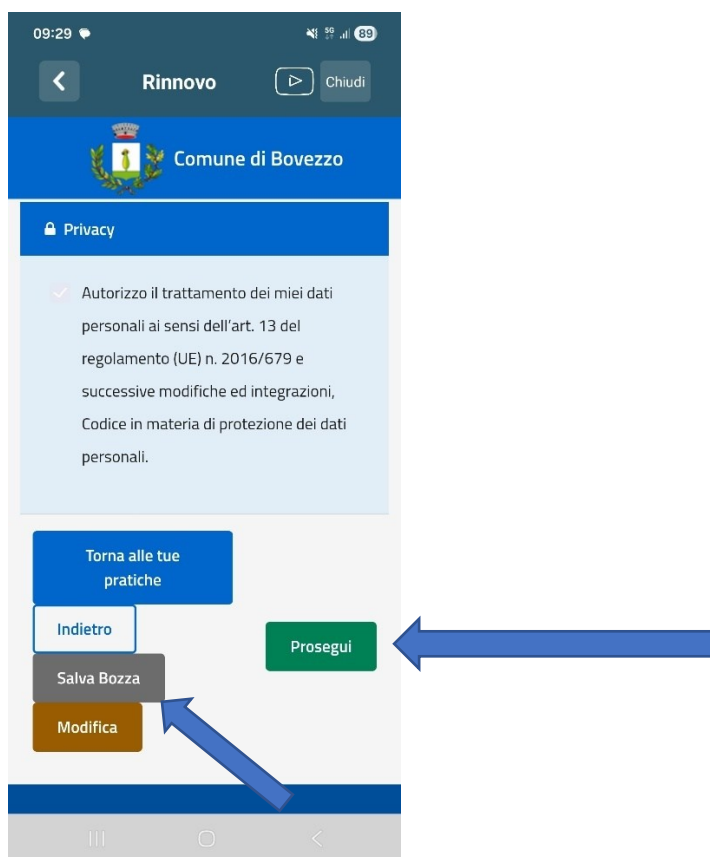 09:29
5G
89
Rinnovo
Chiudi
Comune di Bovezzo
Privacy
Autorizzo il trattamento dei miei dati
personali ai sensi dell'art. 13 del
regolamento (UE) n. 2016/679 e
successive modifiche ed integrazioni,
Codice in materia di protezione dei dati
personali.
Torna alle tue
pratiche
Indietro
Prosegui
Salva Bozza
Modifica